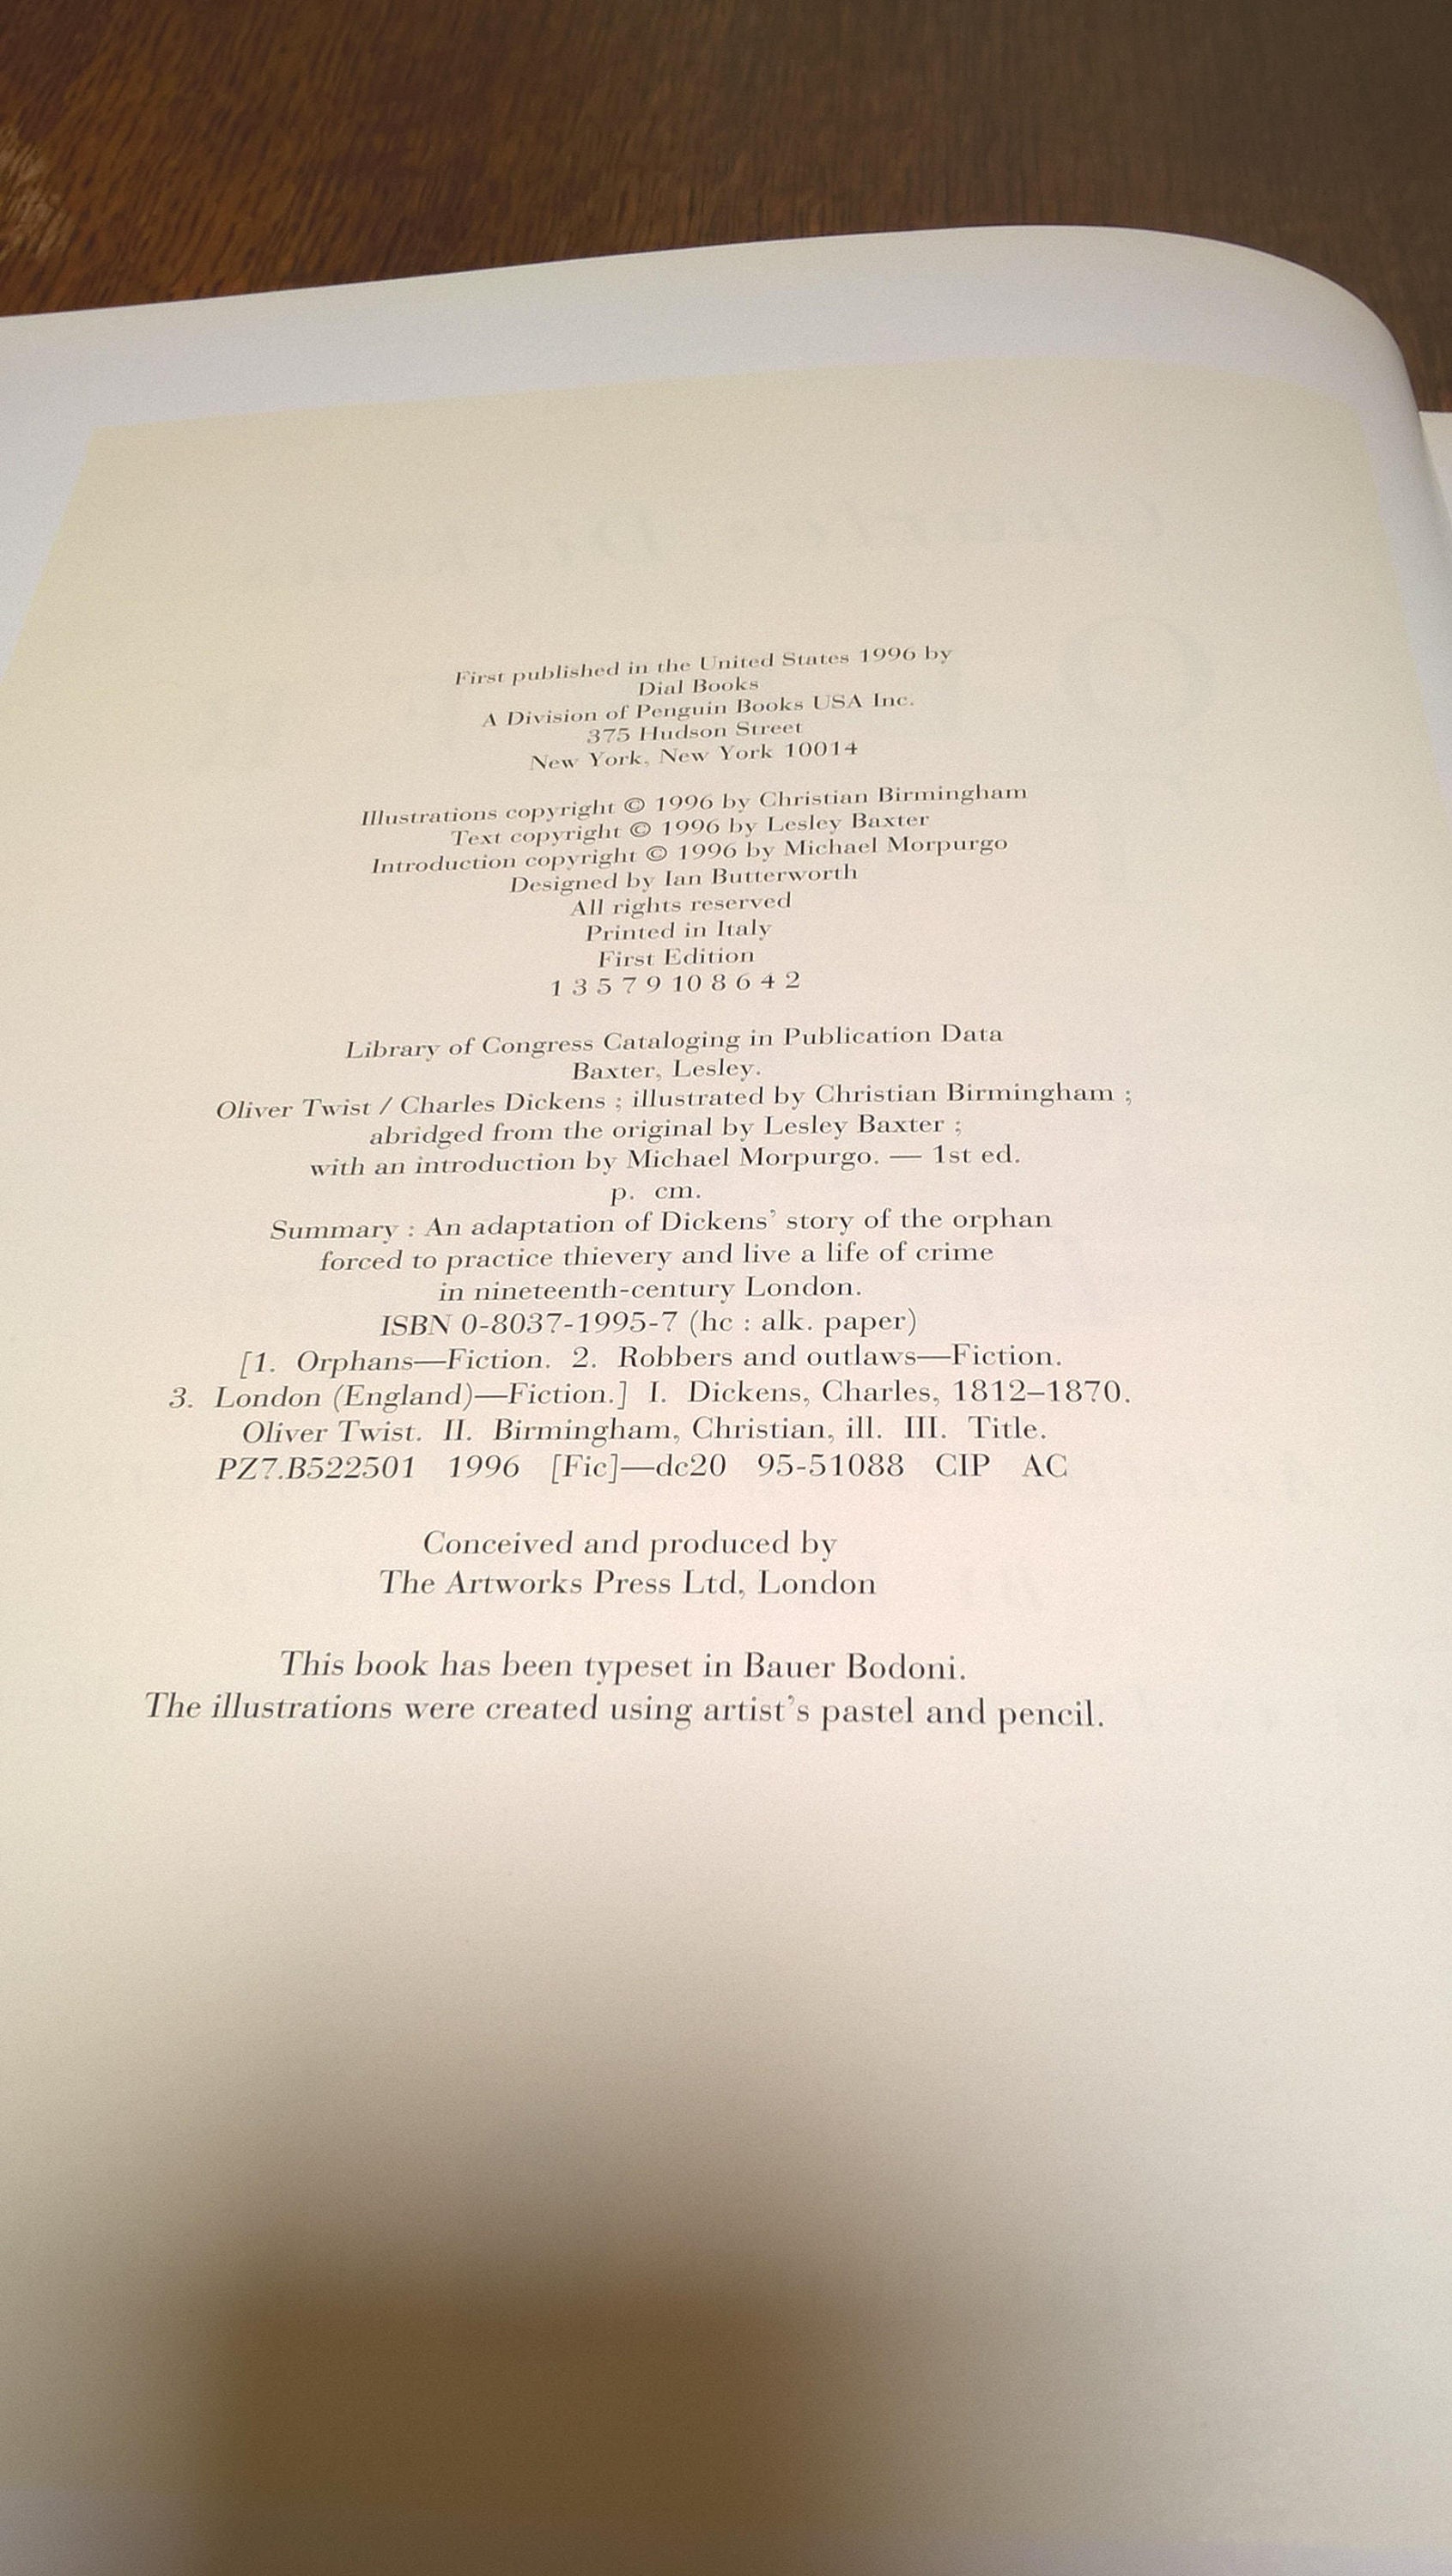 First published in the United States 1996 by
Dial Books
A Division of Penguin Books USA Inc.
375 Hudson Street
New York, New York 10014
Illustrations copyright © 1996 by Christian Birmingham
Text copyright © 1996 by Lesley Baxter
Introduction copyright © 1996 by Michael Morpurgo
Designed by Ian Butterworth
All rights reserved
Printed in Italy
First Edition
1 3 5 7 9 10 8 6 4 2
Library of Congress Cataloging in Publication Data
Baxter, Lesley.
Oliver Twist / Charles Dickens ; illustrated by Christian Birmingham ;
abridged from the original by Lesley Baxter ;
with an introduction by Michael Morpurgo. — 1st ed.
p. cm.
Summary : An adaptation of Dickens' story of the orphan
forced to practice thievery and live a life of crime
in nineteenth-century London.
ISBN 0-8037-1995-7 (hc : alk. paper)
[1. Orphans—Fiction. 2. Robbers and outlaws—Fiction.
3. London (England)—Fiction.] I. Dickens, Charles, 1812–1870.
Oliver Twist. II. Birmingham, Christian, ill. III. Title.
PZ7.B522501 1996 [Fic]—dc20 95-51088 CIP AC
Conceived and produced by
The Artworks Press Ltd, London
This book has been typeset in Bauer Bodoni.
The illustrations were created using artist's pastel and pencil.